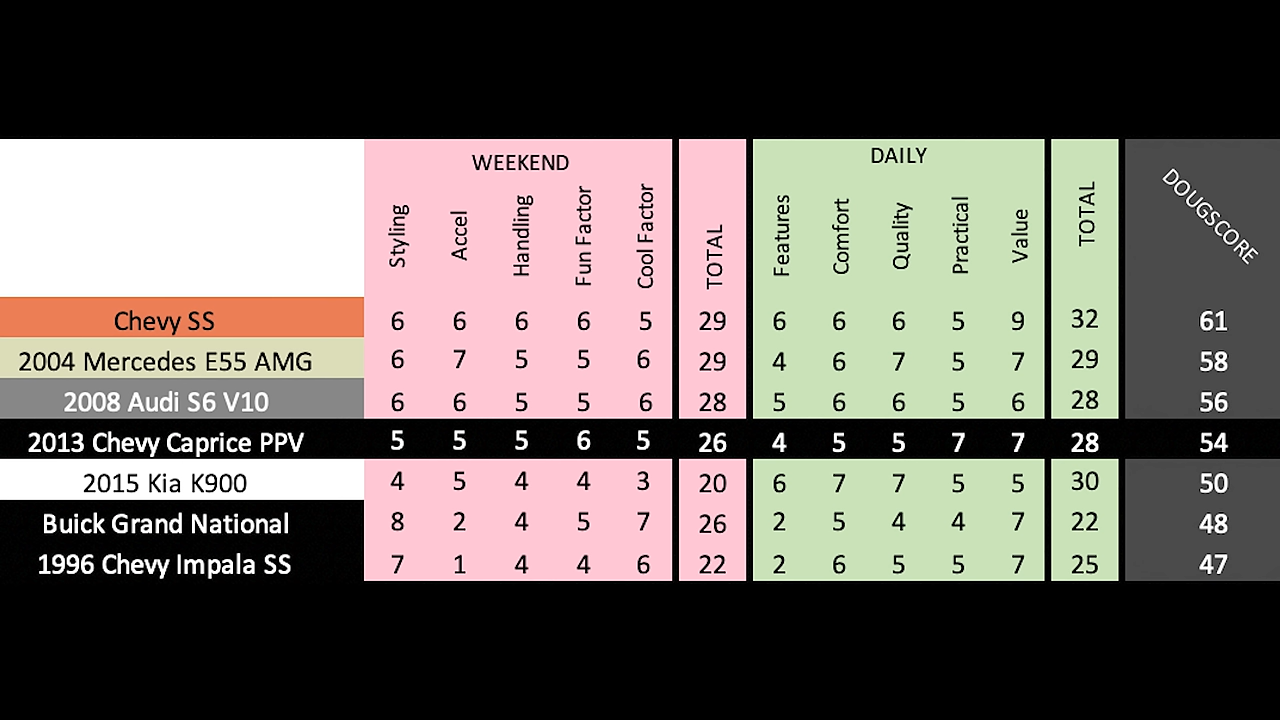 WEEKEND DAILY
Styling Accel Handling Fun Factor Cool Factor TOTAL Features Comfort Quality Practical Value TOTAL DOUGSCORE
Chevy SS 6 6 6 6 5 29 6 6 6 5 9 32 61
2004 Mercedes E55 AMG 6 7 5 5 6 29 4 6 7 5 7 29 58
2008 Audi S6 V10 6 6 5 5 6 28 5 6 6 5 6 28 56
2013 Chevy Caprice PPV 5 5 5 6 5 26 4 5 5 7 7 28 54
2015 Kia K900 4 5 4 4 3 20 6 7 7 5 5 30 50
Buick Grand National 8 2 4 5 7 26 2 5 4 4 7 22 48
1996 Chevy Impala SS 7 1 4 4 6 22 2 6 5 5 7 25 47